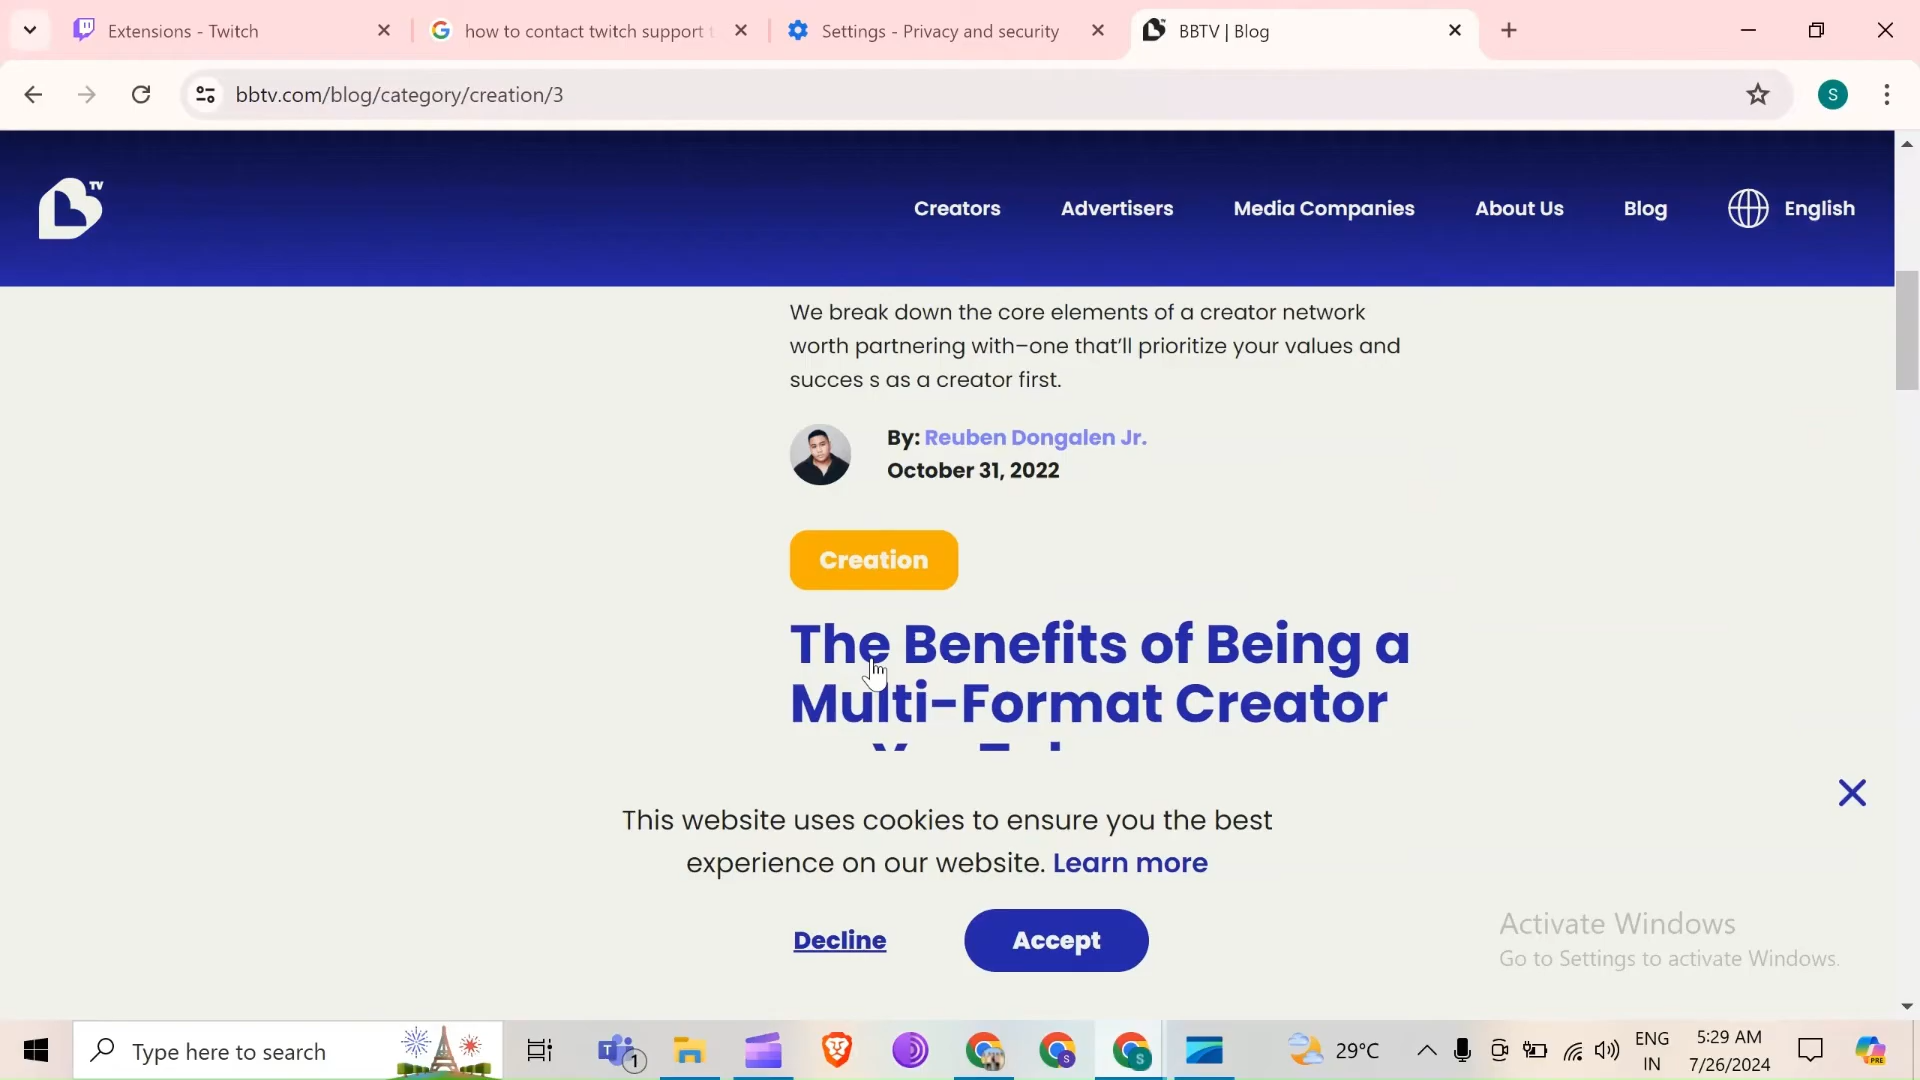 Extensions - Twitch
how to contact twitch support t
Settings - Privacy and security
BBTV | Blog
bbtv.com/blog/category/creation/3
S
TV
Creators
Advertisers
Media Companies
About Us
Blog
English
We break down the core elements of a creator network
worth partnering with–one that'll prioritize your values and
succes s as a creator first.
By: Reuben Dongalen Jr.
October 31, 2022
Creation
The Benefits of Being a
Multi-Format Creator
This website uses cookies to ensure you the best
experience on our website. Learn more
Decline
Accept
Activate Windows
Go to Settings to activate Windows.
Type here to search
1
S
S
29°C
ENG
IN
5:29 AM
7/26/2024
PRE